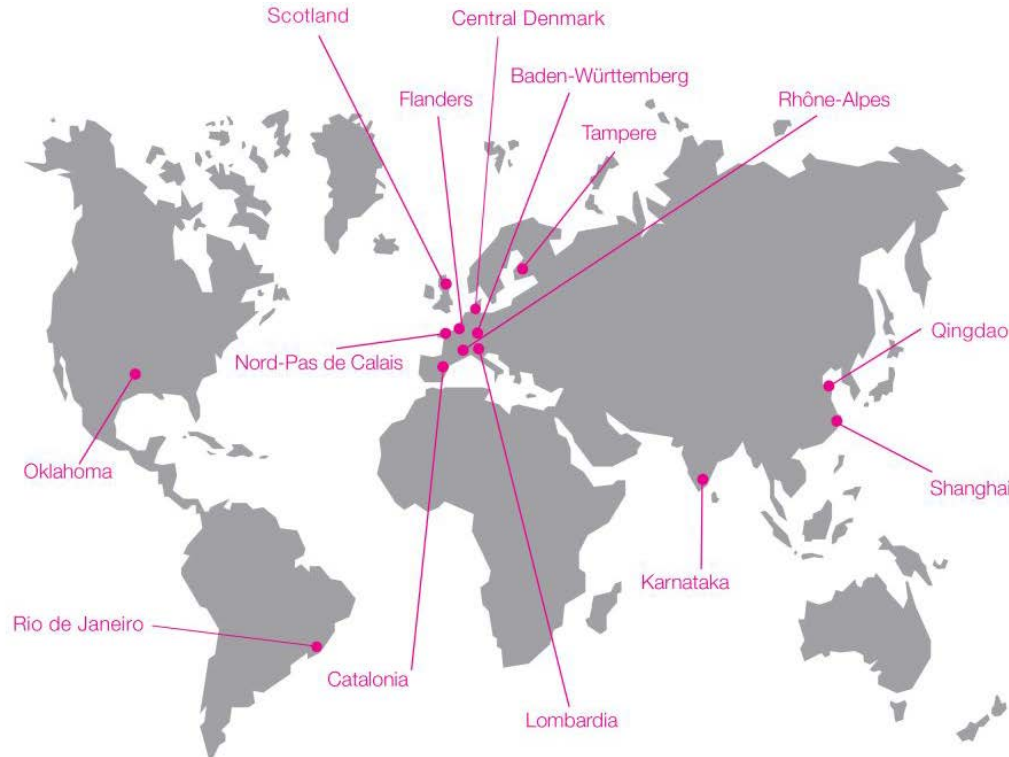 Scotland
Central Denmark
Baden-Württemberg
Flanders
Rhône-Alpes
Tampere
Qingdao
Nord-Pas de Calais
Oklahoma
Shanghai
Karnataka
Rio de Janeiro
Catalonia
Lombardia